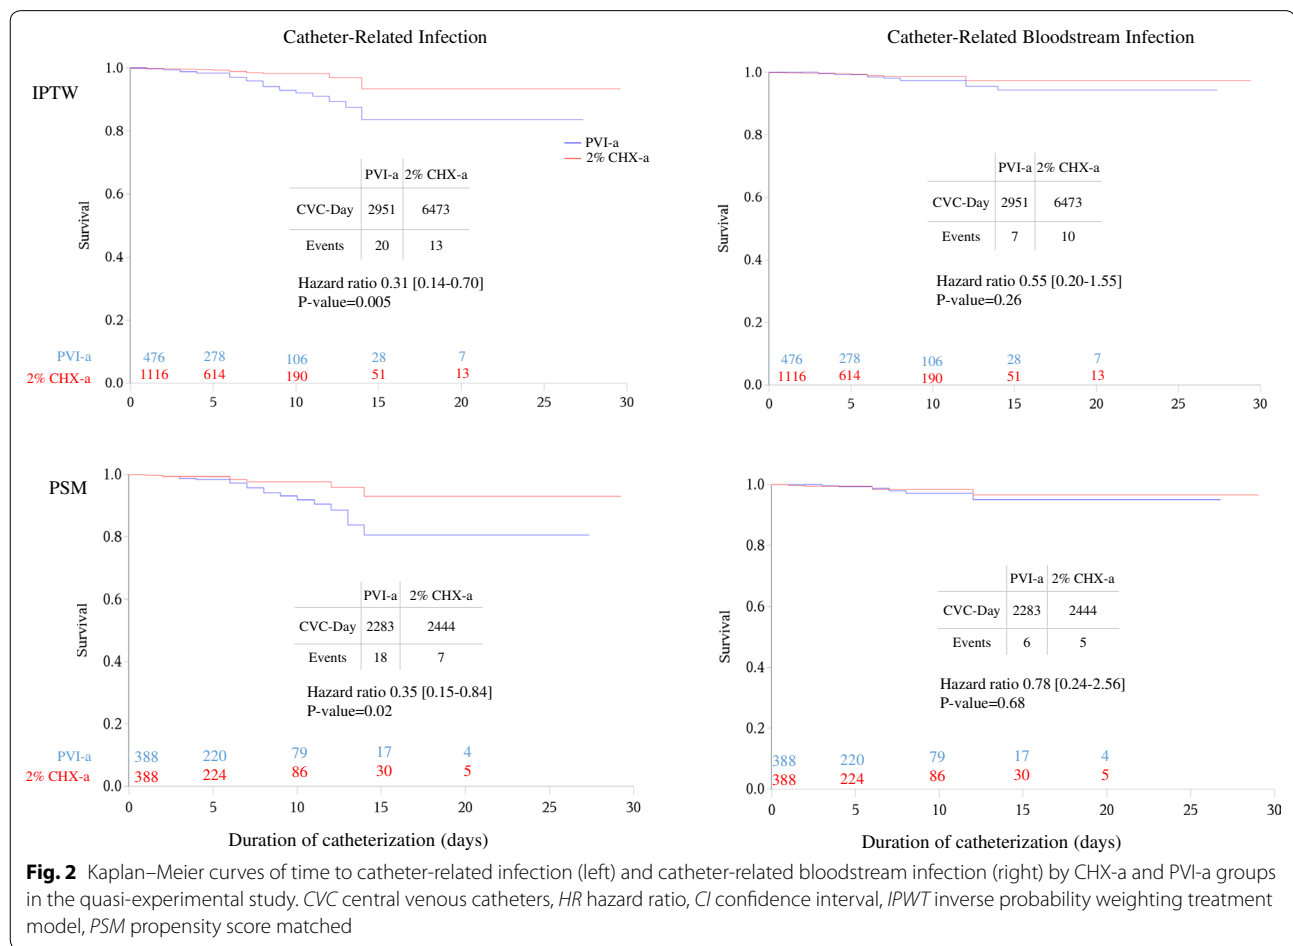 Catheter-Related Infection
IPTW
1.0
0.8
0.6
0.4
0.2
0.0
Survival
PVI-a
2% CHX-a
PVI-a 2% CHX-a
CVC-Day 2951 6473
Events 20 13
Hazard ratio 0.31 [0.14-0.70]
P-value=0.005
PVI-a 476 278 106 28 7
2% CHX-a 1116 614 190 51 13
0 5 10 15 20 25 30
Catheter-Related Bloodstream Infection
1.0
0.8
0.6
0.4
0.2
0.0
Survival
PVI-a 2% CHX-a
CVC-Day 2951 6473
Events 7 10
Hazard ratio 0.55 [0.20-1.55]
P-value=0.26
476 278 106 28 7
1116 614 190 51 13
0 5 10 15 20 25 30
PSM
1.0
0.8
0.6
0.4
0.2
0.0
Survival
PVI-a 2% CHX-a
CVC-Day 2283 2444
Events 18 7
Hazard ratio 0.35 [0.15-0.84]
P-value=0.02
PVI-a 388 220 79 17 4
2% CHX-a 388 224 86 30 5
0 5 10 15 20 25 30
Duration of catheterization (days)
1.0
0.8
0.6
0.4
0.2
0.0
Survival
PVI-a 2% CHX-a
CVC-Day 2283 2444
Events 6 5
Hazard ratio 0.78 [0.24-2.56]
P-value=0.68
388 220 79 17 4
388 224 86 30 5
0 5 10 15 20 25 30
Duration of catheterization (days)
Fig. 2 Kaplan–Meier curves of time to catheter-related infection (left) and catheter-related bloodstream infection (right) by CHX-a and PVI-a groups
in the quasi-experimental study. CVC central venous catheters, HR hazard ratio, CI confidence interval, IPWT inverse probability weighting treatment
model, PSM propensity score matched